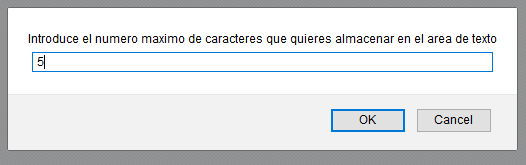 Introduce el numero maximo de caracteres que quieres almacenar en el area de texto
5
OK
Cancel